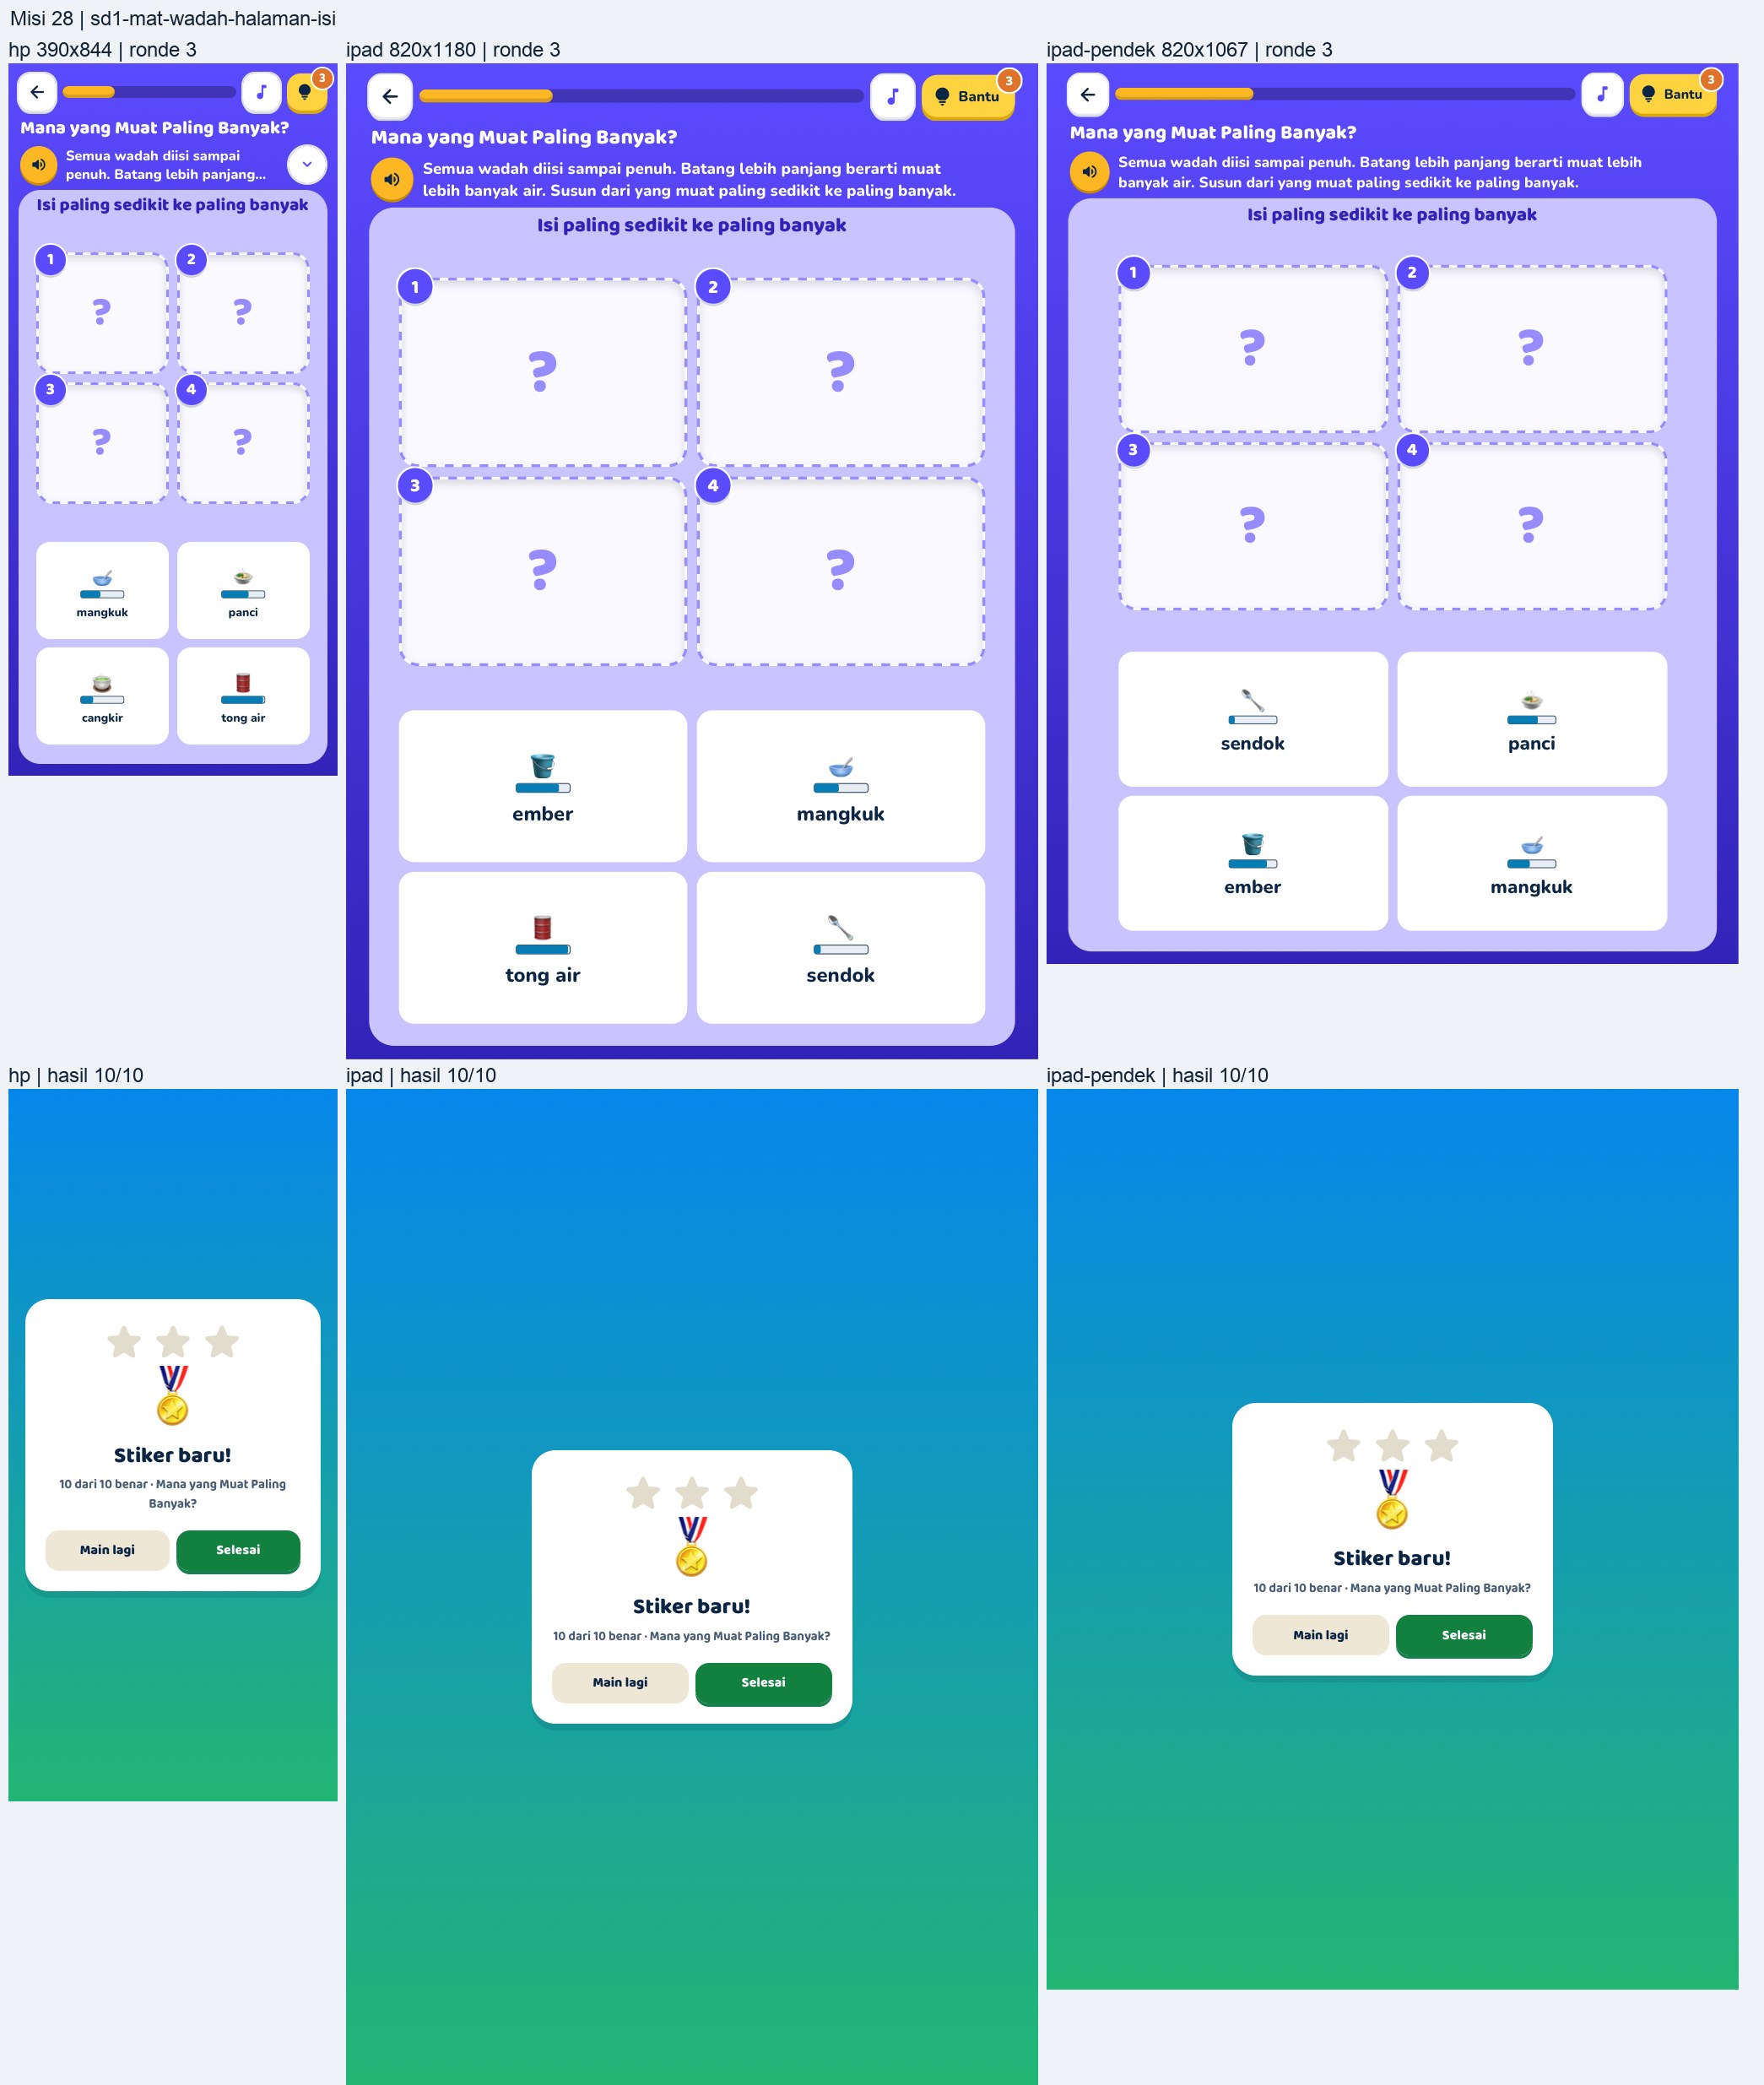 Misi 28 | sd1-mat-wadah-halaman-isi
hp 390x844 | ronde 3
3
Mana yang Muat Paling Banyak?
Semua wadah diisi sampai
penuh. Batang lebih panjang...
Isi paling sedikit ke paling banyak
1
2
?
?
3
4
?
?
mangkuk
panci
cangkir
tong air
ipad 820x1180 | ronde 3
Bantu
3
Mana yang Muat Paling Banyak?
Semua wadah diisi sampai penuh. Batang lebih panjang berarti muat
lebih banyak air. Susun dari yang muat paling sedikit ke paling banyak.
Isi paling sedikit ke paling banyak
1
2
?
?
3
4
?
?
ember
mangkuk
tong air
sendok
ipad-pendek 820x1067 | ronde 3
Bantu
3
Mana yang Muat Paling Banyak?
Semua wadah diisi sampai penuh. Batang lebih panjang berarti muat lebih
banyak air. Susun dari yang muat paling sedikit ke paling banyak.
Isi paling sedikit ke paling banyak
1
2
?
?
3
4
?
?
sendok
panci
ember
mangkuk
hp | hasil 10/10
Stiker baru!
10 dari 10 benar · Mana yang Muat Paling
Banyak?
Main lagi
Selesai
ipad | hasil 10/10
Stiker baru!
10 dari 10 benar · Mana yang Muat Paling Banyak?
Main lagi
Selesai
ipad-pendek | hasil 10/10
Stiker baru!
10 dari 10 benar · Mana yang Muat Paling Banyak?
Main lagi
Selesai